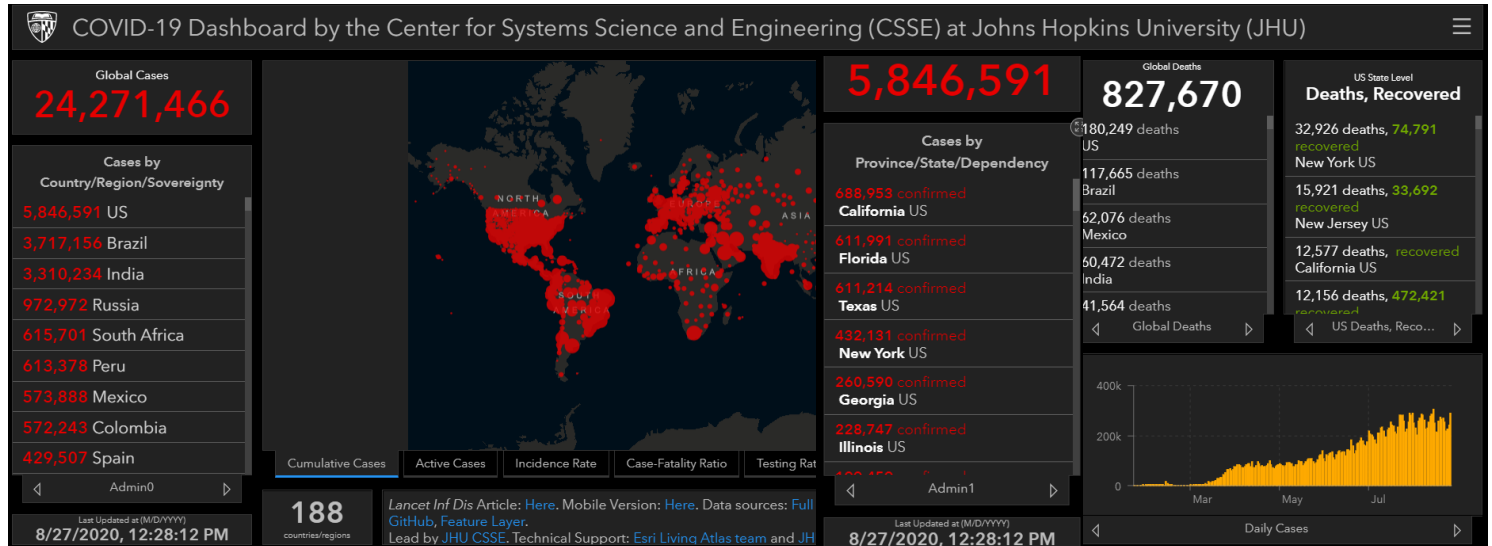 COVID-19 Dashboard by the Center for Systems Science and Engineering (CSSE) at Johns Hopkins University (JHU)
Global Cases
24,271,466
Cases by
Country/Region/Sovereignty
5,846,591 US
3,717,156 Brazil
3,310,234 India
972,972 Russia
615,701 South Africa
613,378 Peru
573,888 Mexico
572,243 Colombia
429,507 Spain
Admin0
Last Updated at (M/D/YYYY)
8/27/2020, 12:28:12 PM
NORTH
AMERICA
SOUTH
AMERICA
EUROPE
AFRICA
ASIA
Cumulative Cases
Active Cases
Incidence Rate
Case-Fatality Ratio
Testing Rat
188
countries/regions
Lancet Inf Dis Article: Here. Mobile Version: Here. Data sources: Full
GitHub, Feature Layer.
Lead by JHU CSSE. Technical Support: Esri Living Atlas team and JH
5,846,591
Cases by
Province/State/Dependency
688,953 confirmed
California US
611,991 confirmed
Florida US
611,214 confirmed
Texas US
432,131 confirmed
New York US
260,590 confirmed
Georgia US
228,747 confirmed
Illinois US
Admin1
Last Updated at (M/D/YYYY)
8/27/2020, 12:28:12 PM
Global Deaths
827,670
180,249 deaths
US
117,665 deaths
Brazil
62,076 deaths
Mexico
60,472 deaths
India
41,564 deaths
Global Deaths
US State Level
Deaths, Recovered
32,926 deaths, 74,791
recovered
New York US
15,921 deaths, 33,692
recovered
New Jersey US
12,577 deaths, recovered
California US
12,156 deaths, 472,421
recovered
US Deaths, Reco...
400k
200k
0
Mar
May
Jul
Daily Cases